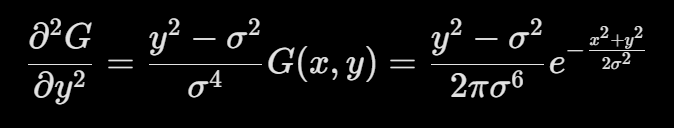 ∂²G/∂y² = (y² − σ²)/σ⁴ G(x, y) = (y² − σ²)/(2πσ⁶) e^(−(x²+y²)/(2σ²))